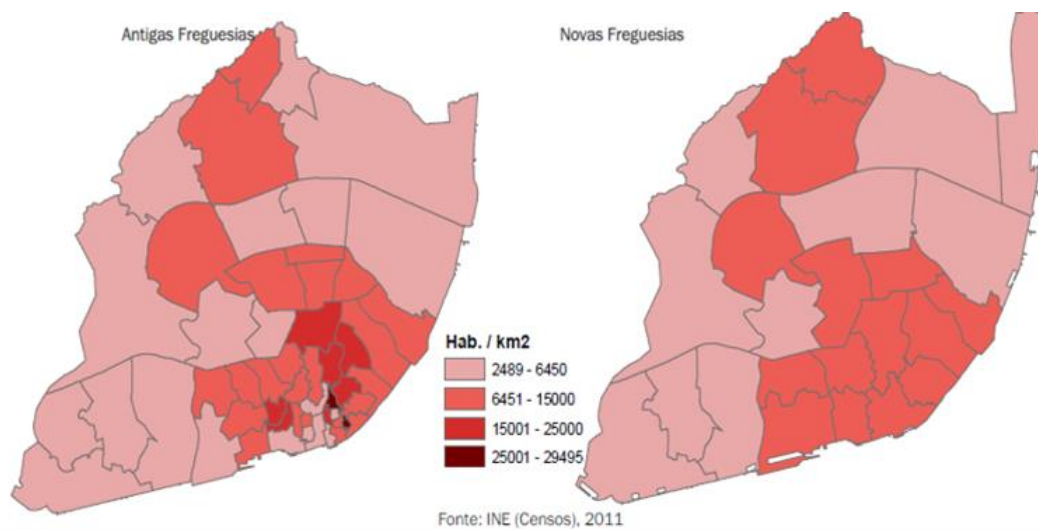 Antigas Freguesias
Novas Freguesias
Hab. / km2
2489 - 6450
6451 - 15000
15001 - 25000
25001 - 29495
Fonte: INE (Censos), 2011